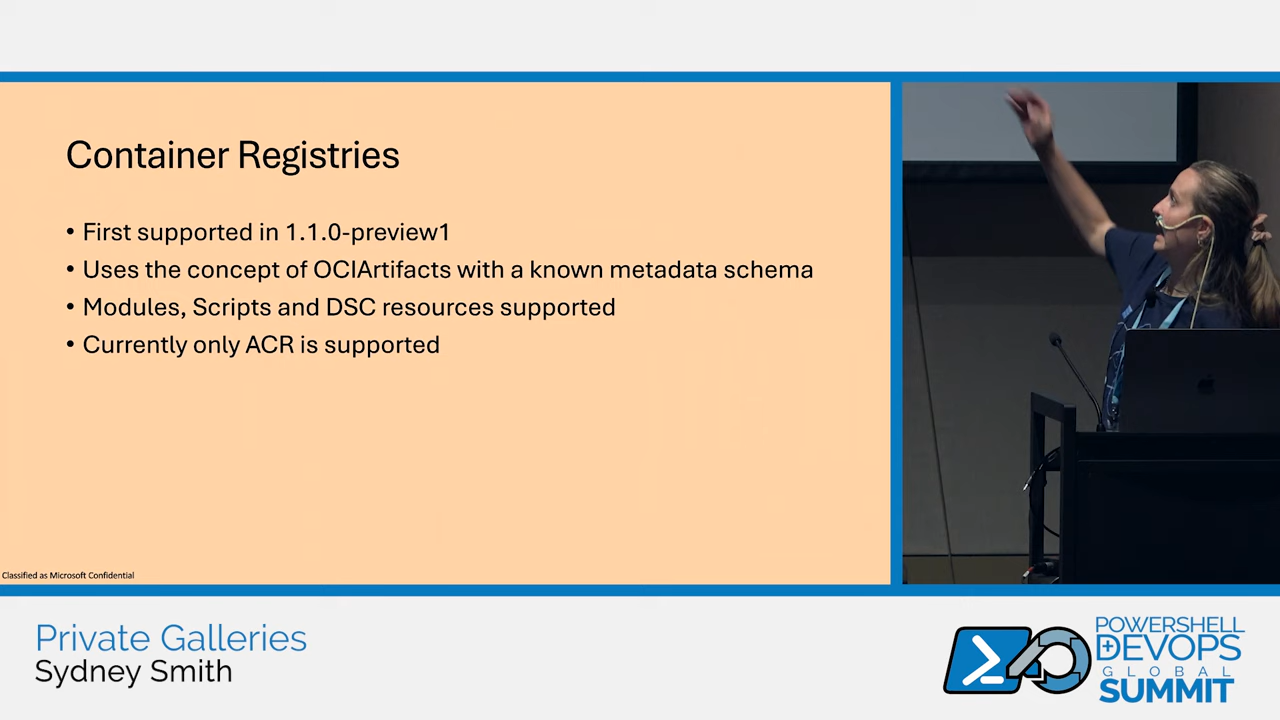 Container Registries
• First supported in 1.1.0-preview1
• Uses the concept of OCIArtifacts with a known metadata schema
• Modules, Scripts and DSC resources supported
• Currently only ACR is supported
Classified as Microsoft Confidential
Private Galleries
Sydney Smith
POWERSHELL
DEVOPS
GLOBAL
SUMMIT